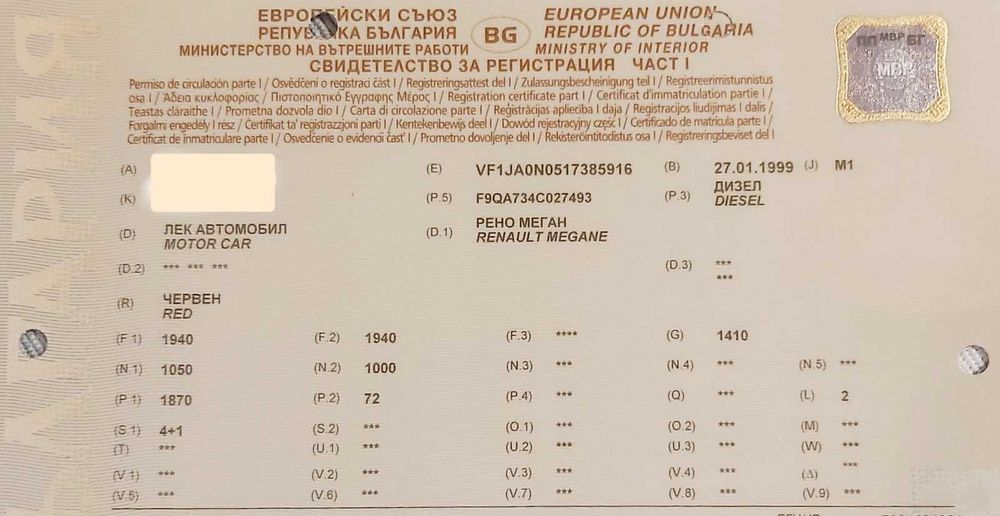 ЕВРОПЕЙСКИ СЪЮЗ
РЕПУБЛИКА БЪЛГАРИЯ
МИНИСТЕРСТВО НА ВЪТРЕШНИТЕ РАБОТИ
BG
EUROPEAN UNION
REPUBLIC OF BULGARIA
MINISTRY OF INTERIOR
СВИДЕТЕЛСТВО ЗА РЕГИСТРАЦИЯ ЧАСТ I
ПП МВР БГ
МВР
Permiso de circulación parte I / Osvědčení o registraci část I / Registreringsattest del I / Zulassungsbescheinigung teil I / Registreerimistunnistus
osa I / Άδεια κυκλοφορίας / Πιστοποιητικό Εγγραφής Μέρος I / Registration certificate part I / Certificat d'immatriculation partie I /
Teastas cláraithe I / Prometna dozvola dio I / Carta di circolazione parte I / Reģistrācijas apliecība I daļa / Registracijos liudijimas I dalis /
Forgalmi engedély I rész / Ċertifikat ta' reġistrazzjoni parti I / Kentekenbewijs deel I / Dowód rejestracyjny część I / Certificado de matrícula parte I /
Certificat de inmatriculare parte I / Osvedčenie o evidencii časť I / Prometno dovoljenje del I / Rekisteröintitodistus osa I / Registreringsbeviset del I
(A) (E) VF1JA0N0517385916 (B) 27.01.1999 (J) M1
(K) (P.5) F9QA734C027493 (P.3) ДИЗЕЛ
DIESEL
(D) ЛЕК АВТОМОБИЛ (D.1) РЕНО МЕГАН
MOTOR CAR RENAULT MEGANE
(D.2) *** *** *** (D.3) ***
***
(R) ЧЕРВЕН
RED
(F.1) 1940 (F.2) 1940 (F.3) **** (G) 1410
(N.1) 1050 (N.2) 1000 (N.3) *** (N.4) *** (N.5) ***
(P.1) 1870 (P.2) 72 (P.4) *** (Q) *** (L) 2
(S.1) 4+1 (S.2) *** (O.1) *** (O.2) *** (M) ***
(T) *** (U.1) *** (U.2) *** (U.3) *** (W) ***
(V.1) *** (V.2) *** (V.3) *** (V.4) *** (Δ) ***
(V.5) *** (V.6) *** (V.7) *** (V.8) *** (V.9) ***